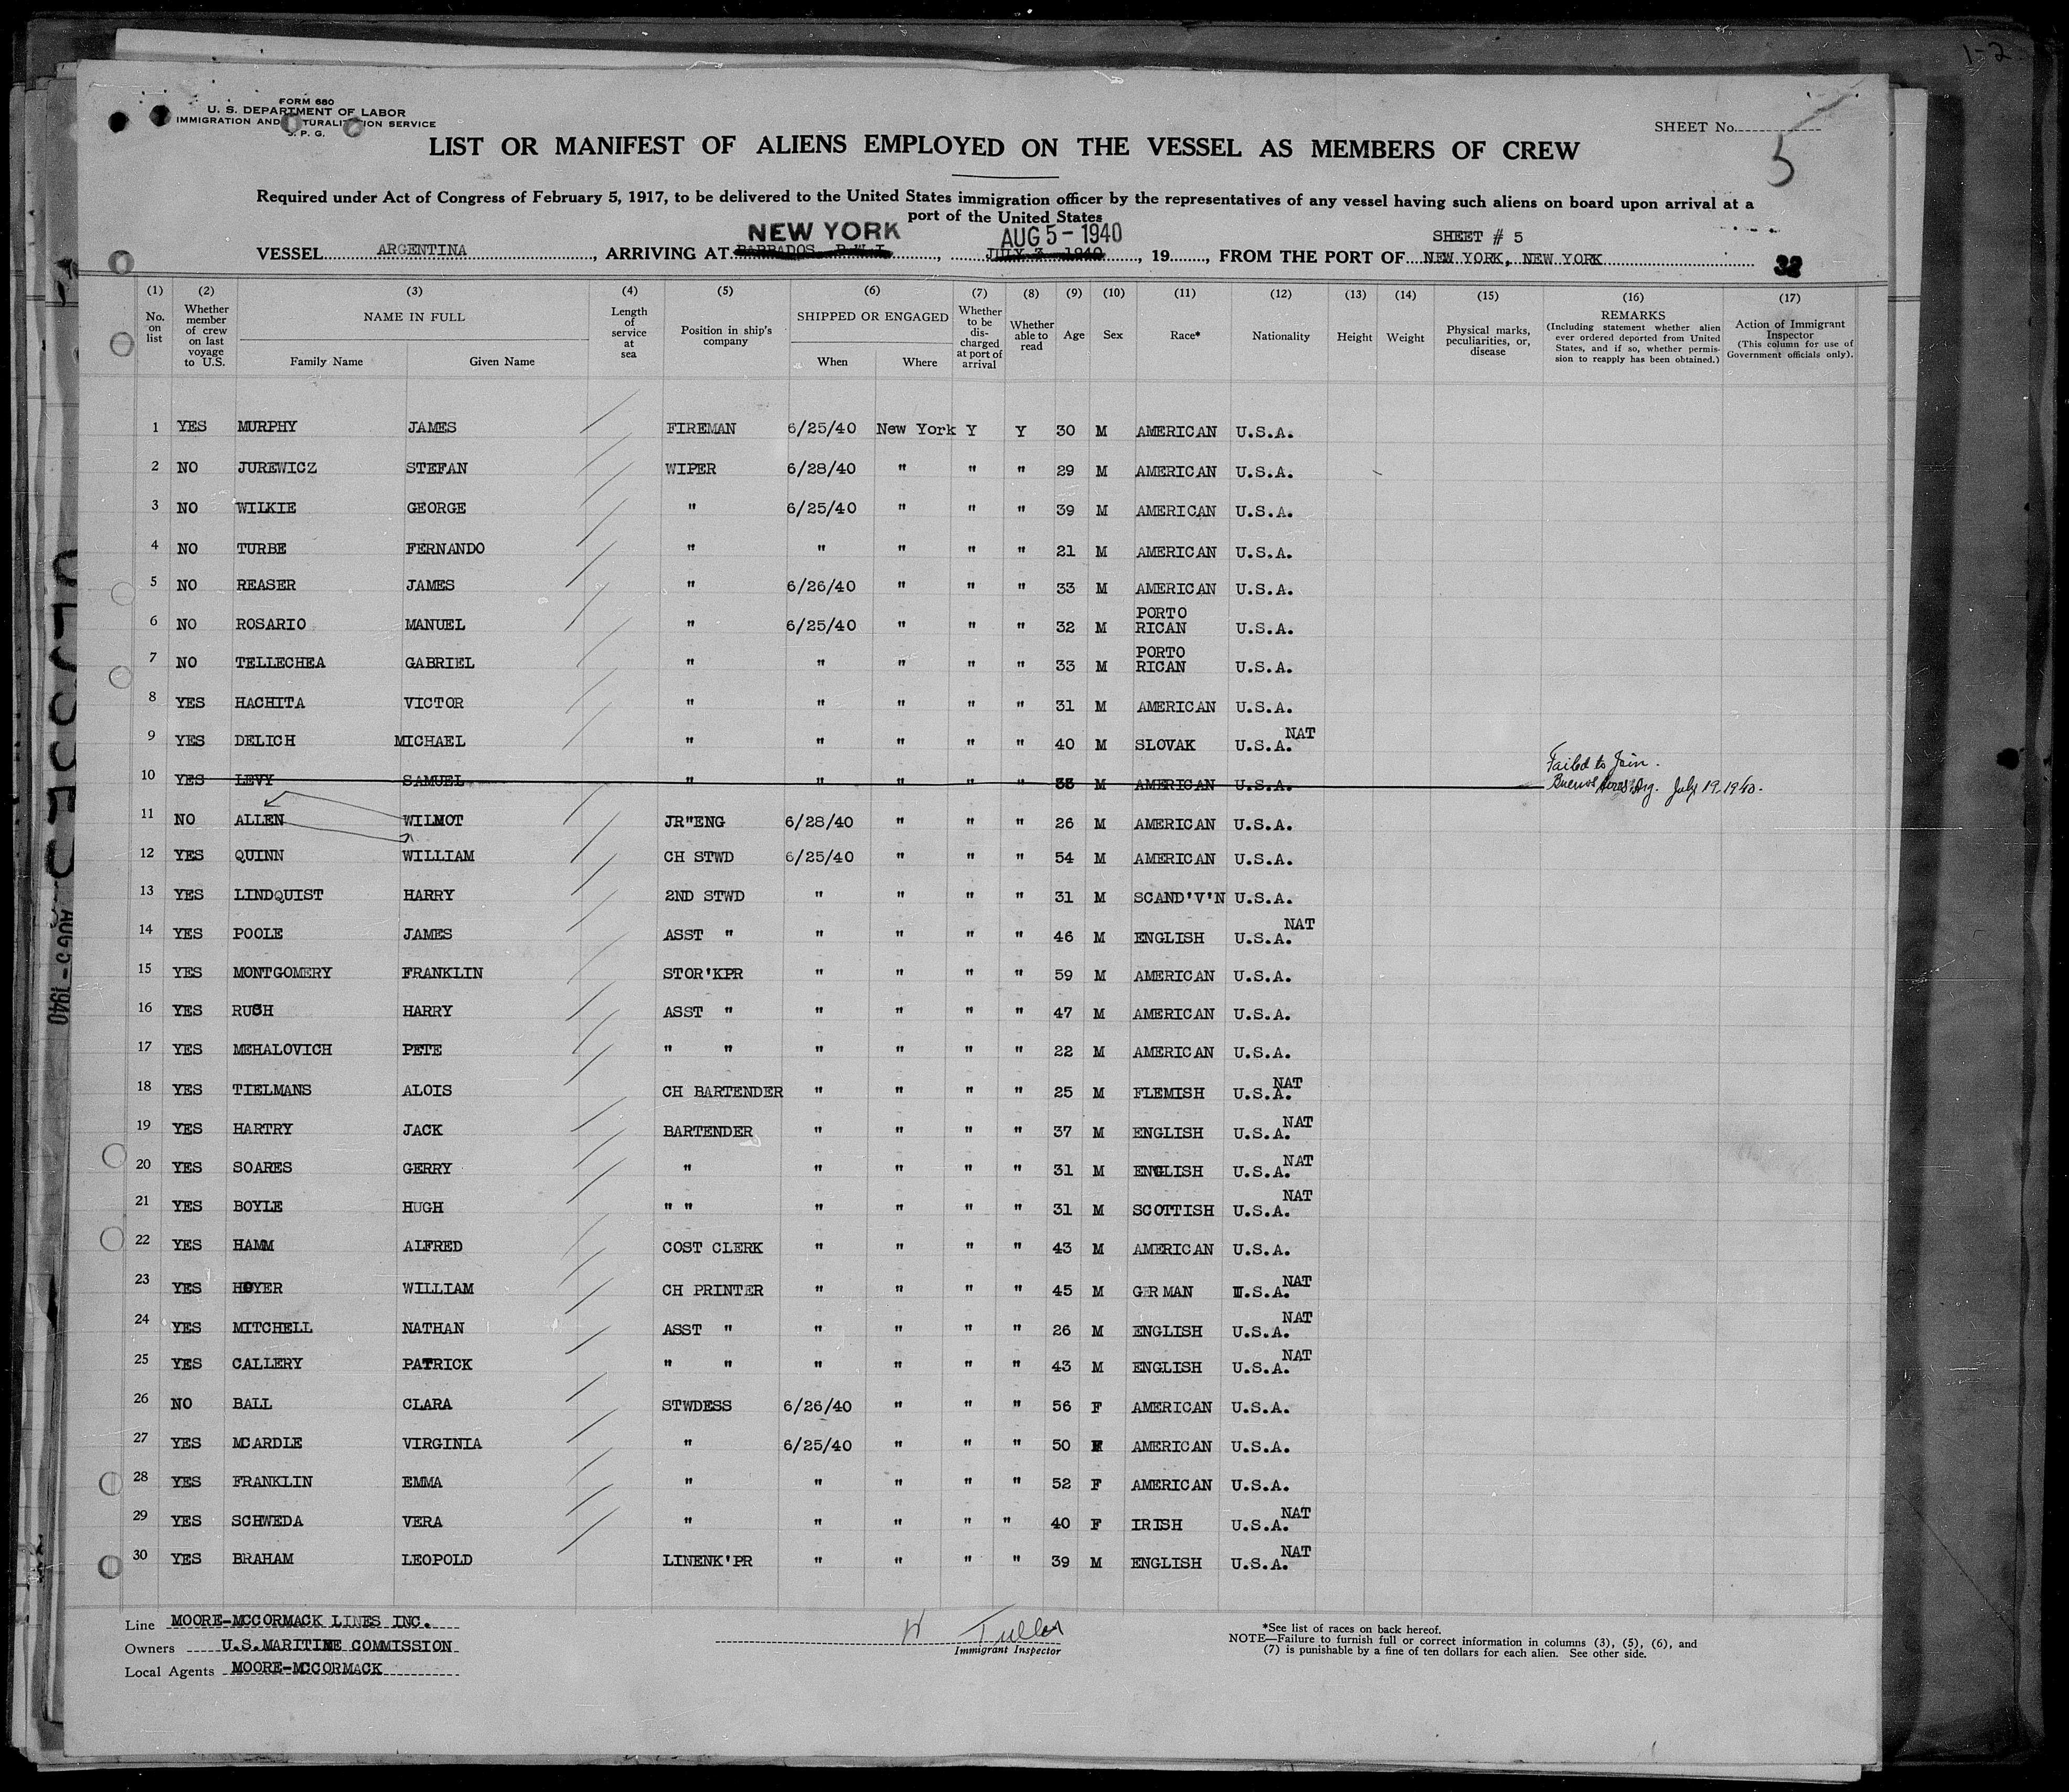 1-2
FORM 680
U. S. DEPARTMENT OF LABOR
IMMIGRATION AND NATURALIZATION SERVICE
SHEET No.
5
LIST OR MANIFEST OF ALIENS EMPLOYED ON THE VESSEL AS MEMBERS OF CREW
Required under Act of Congress of February 5, 1917, to be delivered to the United States immigration officer by the representatives of any vessel having such aliens on board upon arrival at a
port of the United States
NEW YORK AUG 5 - 1940 SHEET # 5
VESSEL ARGENTINA, ARRIVING AT BARBADOS B.W.I., JULY 3 1940, 19, FROM THE PORT OF NEW YORK, NEW YORK
32
(1) No. on list (2) Whether member of crew on last voyage to U.S. (3) NAME IN FULL Family Name Given Name (4) Length of service at sea (5) Position in ship's company (6) SHIPPED OR ENGAGED When Where (7) Whether to be discharged at port of arrival (8) Whether able to read (9) Age (10) Sex (11) Race* (12) Nationality (13) Height (14) Weight (15) Physical marks, peculiarities, or, disease (16) REMARKS (Including statement whether alien ever ordered deported from United States, and if so, whether permission to reapply has been obtained.) (17) Action of Immigrant Inspector (This column for use of Government officials only).
1 YES MURPHY JAMES FIREMAN 6/25/40 New York Y Y 30 M AMERICAN U.S.A.
2 NO JUREWICZ STEFAN WIPER 6/28/40 " " " 29 M AMERICAN U.S.A.
3 NO WILKIE GEORGE " 6/25/40 " " " 39 M AMERICAN U.S.A.
4 NO TURBE FERNANDO " " " " " 21 M AMERICAN U.S.A.
5 NO REASER JAMES " 6/26/40 " " " 33 M AMERICAN U.S.A.
6 NO ROSARIO MANUEL " 6/25/40 " " " 32 M PORTO RICAN U.S.A.
7 NO TELLECHEA GABRIEL " " " " " 33 M PORTO RICAN U.S.A.
8 YES HACHITA VICTOR " " " " " 31 M AMERICAN U.S.A.
9 YES DELICH MICHAEL " " " " " 40 M SLOVAK U.S.A. NAT
10 YES LEVY SAMUEL " " " " " 33 M AMERICAN U.S.A. Failed to Join. Buenos Aires Arg. July 19-1940.
11 NO ALLEN WILMOT JR"ENG 6/28/40 " " " 26 M AMERICAN U.S.A.
12 YES QUINN WILLIAM CH STWD 6/25/40 " " " 54 M AMERICAN U.S.A.
13 YES LINDQUIST HARRY 2ND STWD " " " " 31 M SCAND'V'N U.S.A.
14 YES POOLE JAMES ASST " " " " " 46 M ENGLISH U.S.A. NAT
15 YES MONTGOMERY FRANKLIN STOR'KPR " " " " 59 M AMERICAN U.S.A.
16 YES RUSH HARRY ASST " " " " " 47 M AMERICAN U.S.A.
17 YES MEHALOVICH PETE " " " " " " 22 M AMERICAN U.S.A.
18 YES TIELMANS ALOIS CH BARTENDER " " " " 25 M FLEMISH U.S.A. NAT
19 YES HARTRY JACK BARTENDER " " " " 37 M ENGLISH U.S.A. NAT
20 YES SOARES GERRY " " " " " 31 M ENGLISH U.S.A. NAT
21 YES BOYLE HUGH " " " " " " 31 M SCOTTISH U.S.A. NAT
22 YES HAMM ALFRED COST CLERK " " " " 43 M AMERICAN U.S.A.
23 YES HOYER WILLIAM CH PRINTER " " " " 45 M GERMAN U.S.A. NAT
24 YES MITCHELL NATHAN ASST " " " " " 26 M ENGLISH U.S.A. NAT
25 YES CALLERY PATRICK " " " " " " 43 M ENGLISH U.S.A. NAT
26 NO BALL CLARA STWDESS 6/26/40 " " " 56 F AMERICAN U.S.A.
27 YES MCARDLE VIRGINIA " 6/25/40 " " " 50 F AMERICAN U.S.A.
28 YES FRANKLIN EMMA " " " " " 52 F AMERICAN U.S.A.
29 YES SCHWEDA VERA " " " " " 40 F IRISH U.S.A. NAT
30 YES BRAHAM LEOPOLD LINENK'PR " " " " 39 M ENGLISH U.S.A. NAT
Line MOORE-MCCORMACK LINES INC.
Owners U.S.MARITIME COMMISSION
Local Agents MOORE-MCCORMACK
Immigrant Inspector
*See list of races on back hereof.
NOTE—Failure to furnish full or correct information in columns (3), (5), (6), and
(7) is punishable by a fine of ten dollars for each alien. See other side.
AUG 5 - 1940